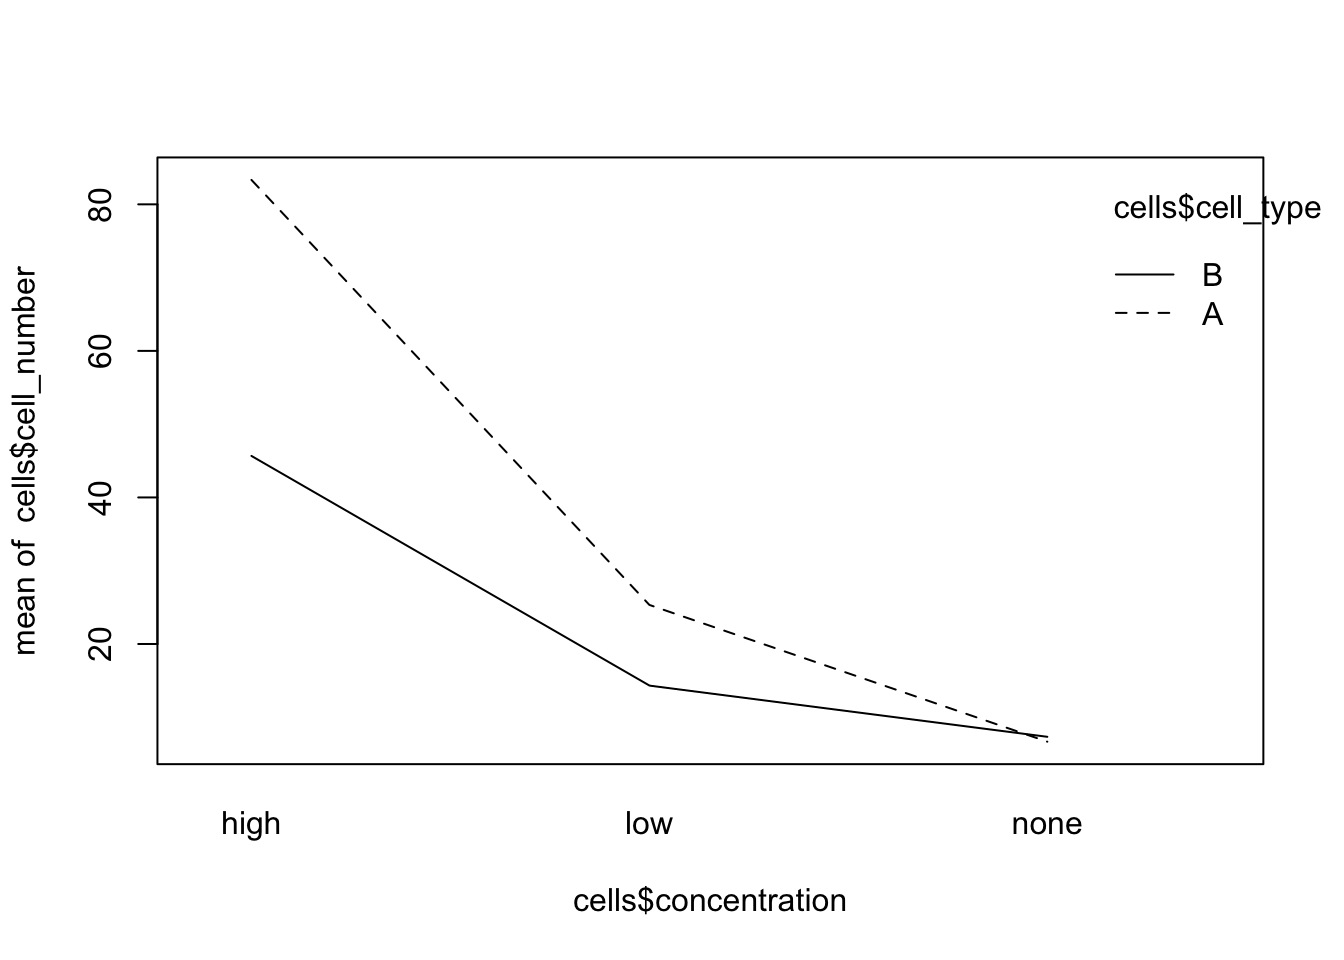 cells$cell_type
B
A
mean of  cells$cell_number
80
60
40
20
high
low
none
cells$concentration